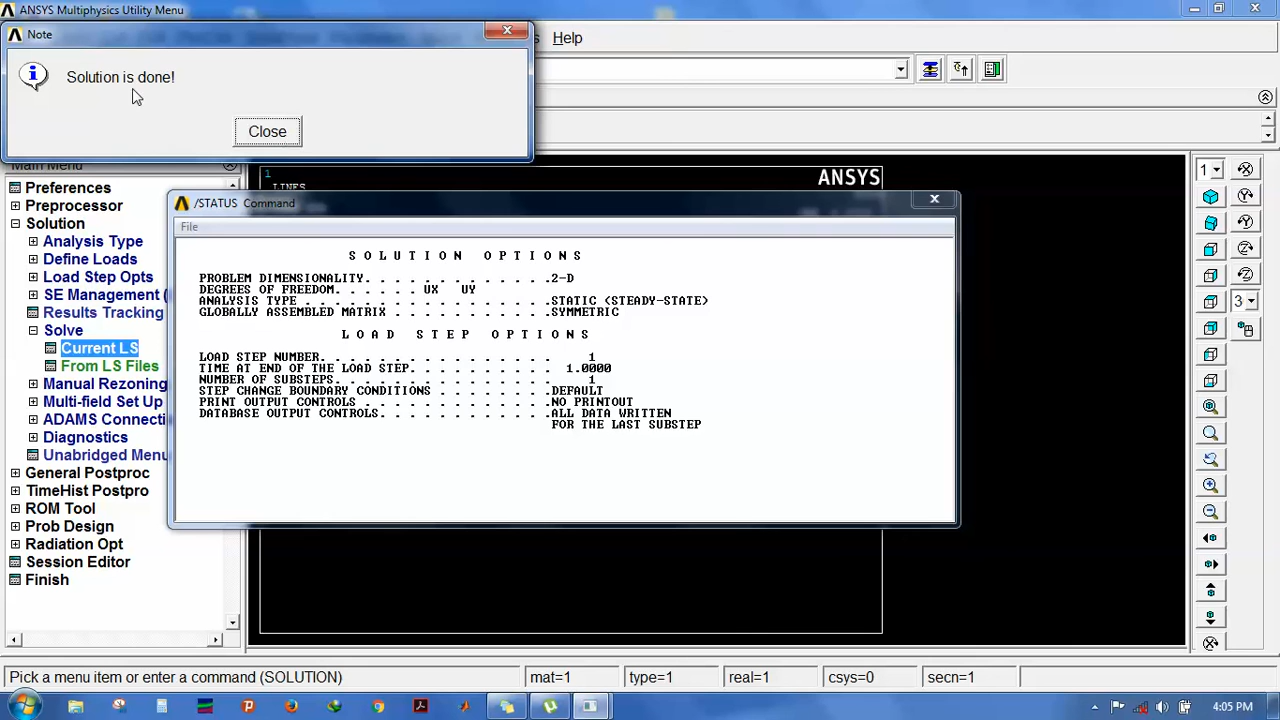 ANSYS Multiphysics Utility Menu
Note
Help
Solution is done!
Close
Main Menu
1
LINES
ANSYS
1
Preferences
Preprocessor
Solution
Analysis Type
Define Loads
Load Step Opts
SE Management (
Results Tracking
Solve
Current LS
From LS Files
Manual Rezoning
Multi-field Set Up
ADAMS Connecti
Diagnostics
Unabridged Menu
General Postproc
TimeHist Postpro
ROM Tool
Prob Design
Radiation Opt
Session Editor
Finish
/STATUS Command
File
S O L U T I O N   O P T I O N S
PROBLEM DIMENSIONALITY. . . . . . . . . . . . .2-D
DEGREES OF FREEDOM. . . . . . UX   UY
ANALYSIS TYPE . . . . . . . . . . . . . . . . .STATIC (STEADY-STATE)
GLOBALLY ASSEMBLED MATRIX . . . . . . . . . . .SYMMETRIC
L O A D   S T E P   O P T I O N S
LOAD STEP NUMBER. . . . . . . . . . . . . . . .   1
TIME AT END OF THE LOAD STEP. . . . . . . . . .  1.0000
NUMBER OF SUBSTEPS. . . . . . . . . . . . . . .   1
STEP CHANGE BOUNDARY CONDITIONS . . . . . . . .DEFAULT
PRINT OUTPUT CONTROLS . . . . . . . . . . . . .NO PRINTOUT
DATABASE OUTPUT CONTROLS. . . . . . . . . . . .ALL DATA WRITTEN
FOR THE LAST SUBSTEP
3
Pick a menu item or enter a command (SOLUTION)
mat=1
type=1
real=1
csys=0
secn=1
4:05 PM